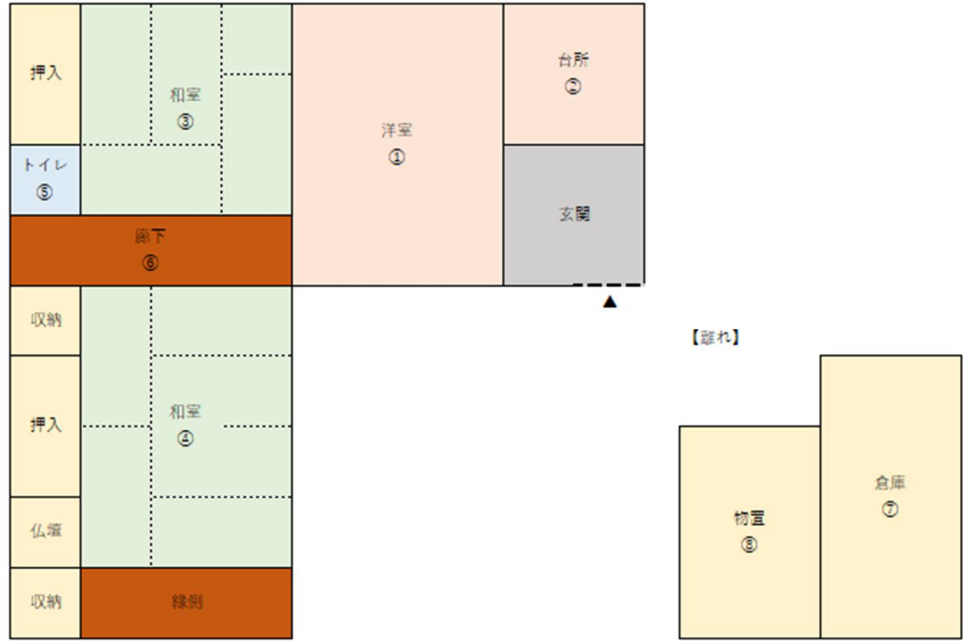 押入
和室
③
トイレ
⑤
廊下
⑥
洋室
①
台所
②
玄関
▲
収納
押入
仏壇
収納
和室
④
縁側
【離れ】
物置
⑧
倉庫
⑦